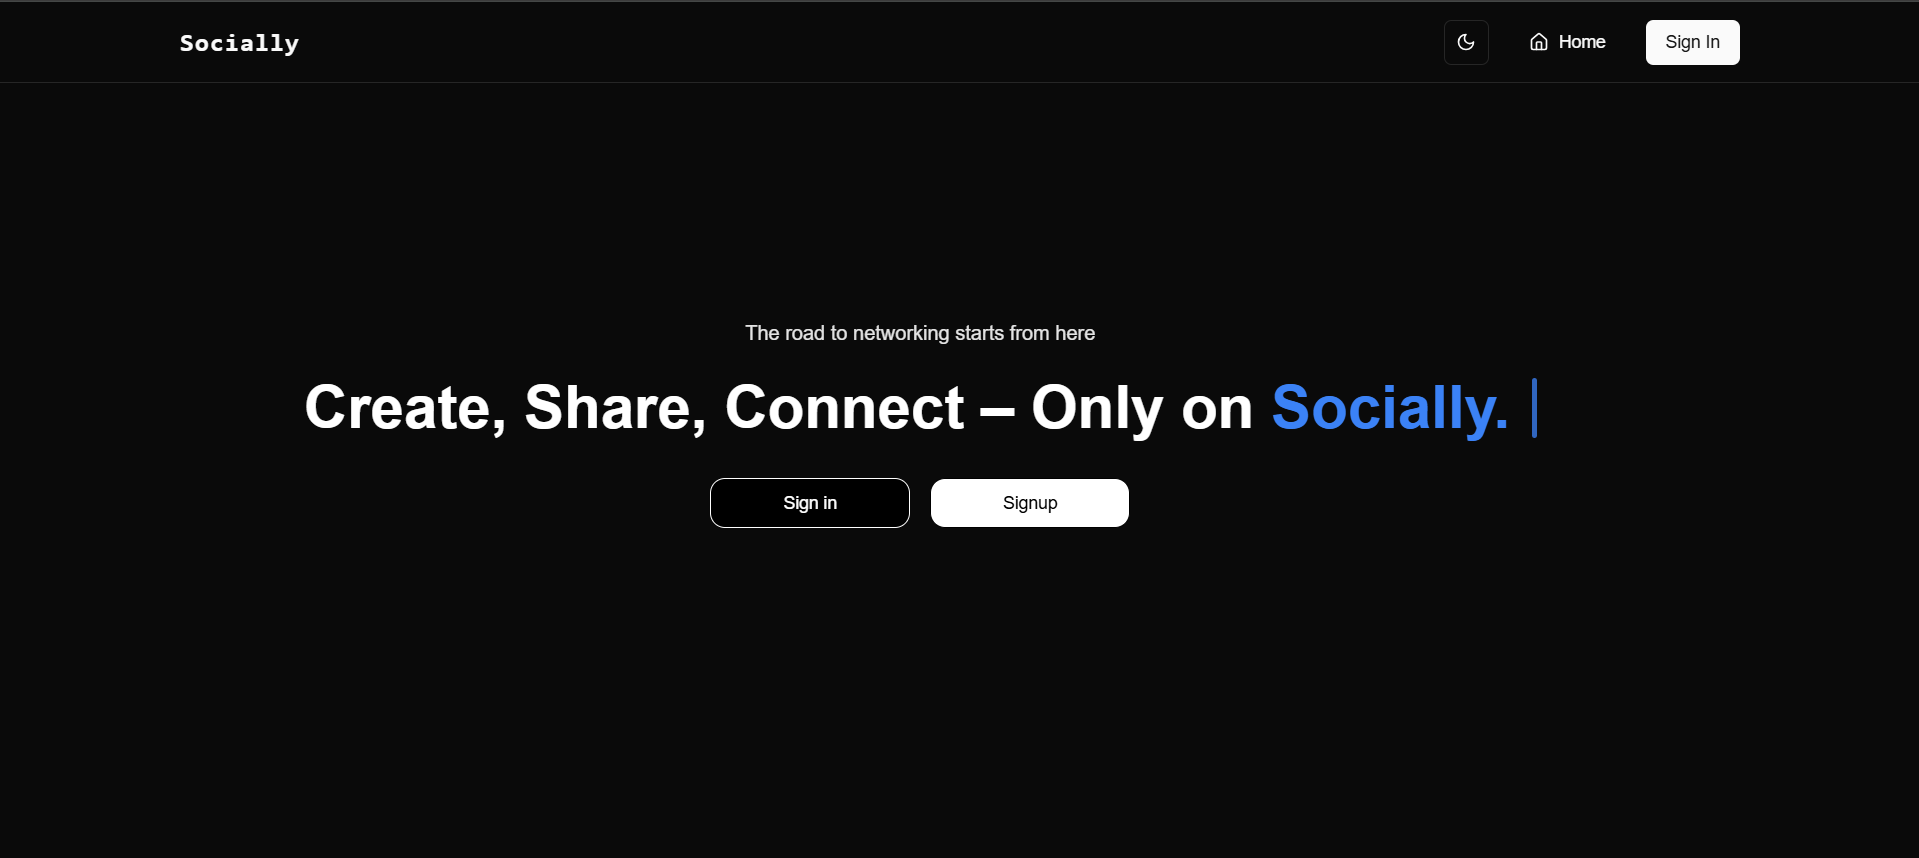 Socially
Home
Sign In
The road to networking starts from here
Create, Share, Connect – Only on Socially.
Sign in
Signup